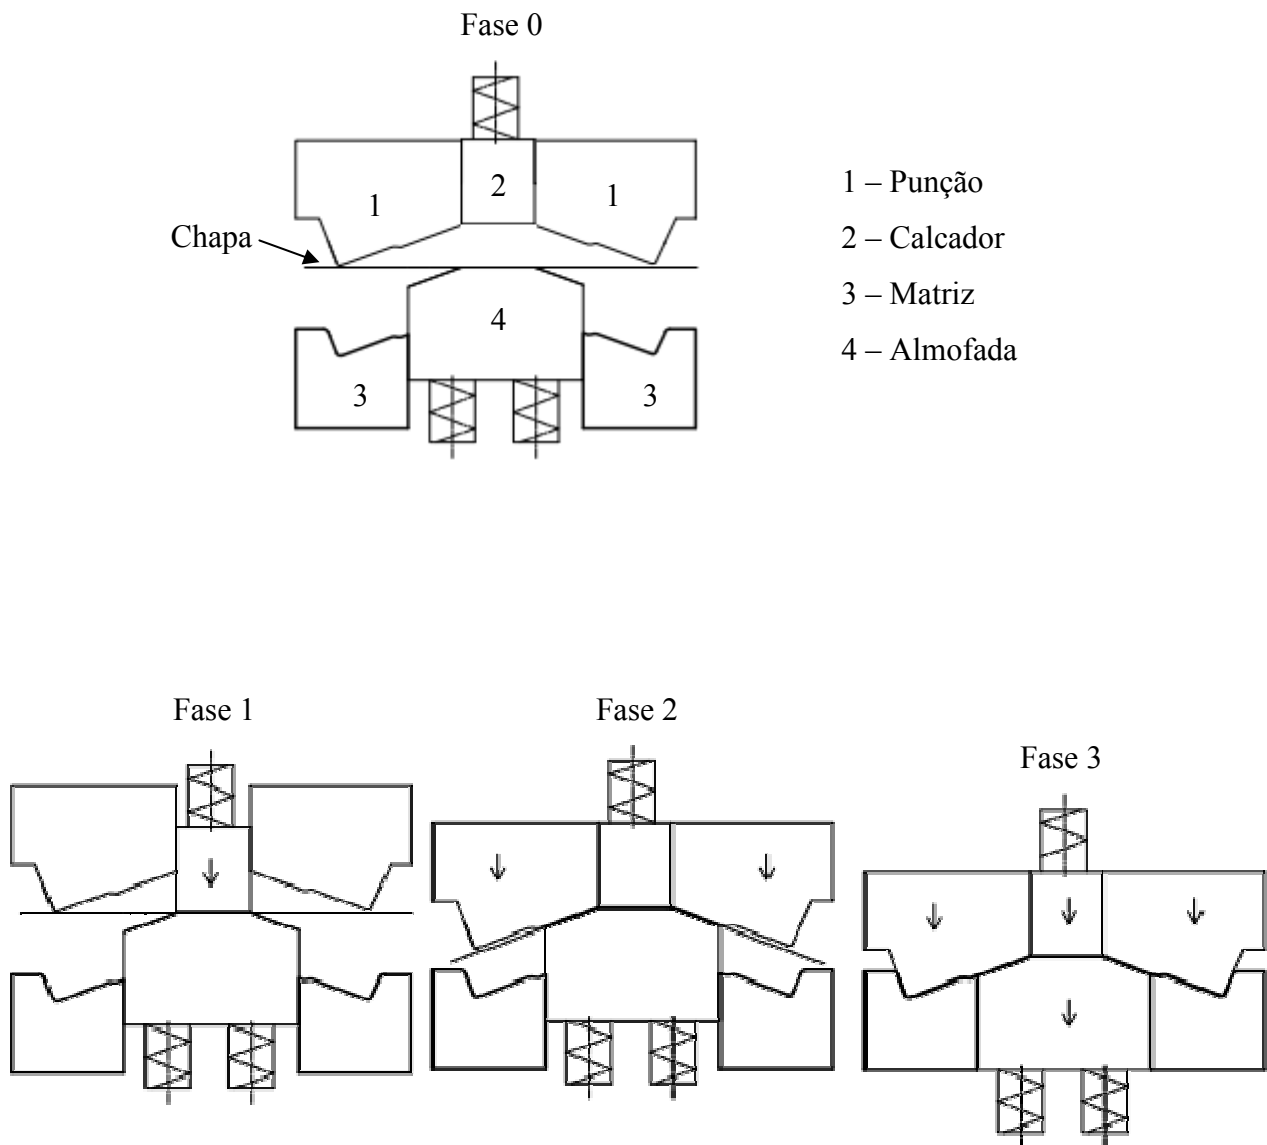 Fase 0
2
1
1
Chapa
4
3
3
1 – Punção
2 – Calcador
3 – Matriz
4 – Almofada
Fase 1
Fase 2
Fase 3